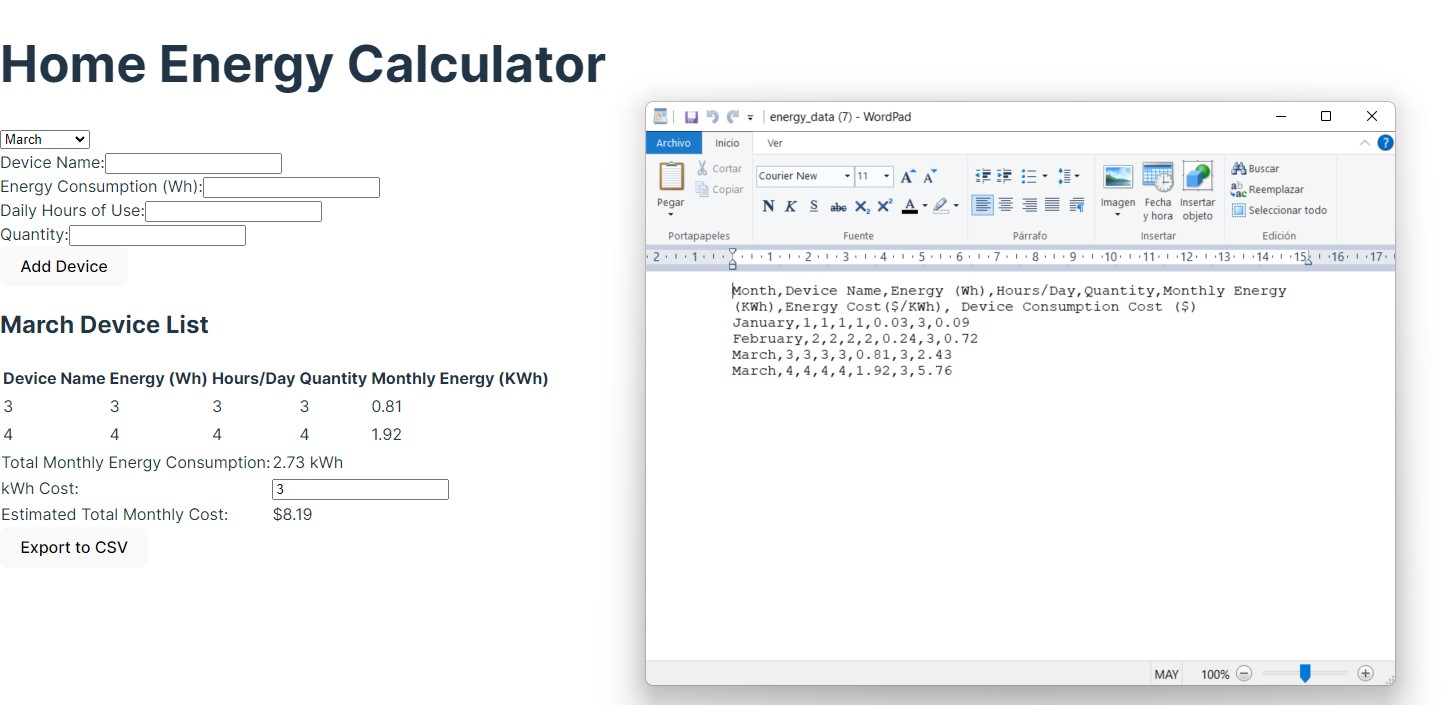 Home Energy Calculator
March
Device Name:
Energy Consumption (Wh):
Daily Hours of Use:
Quantity:
Add Device
March Device List
Device Name Energy (Wh) Hours/Day Quantity Monthly Energy (KWh)
3 3 3 3 0.81
4 4 4 4 1.92
Total Monthly Energy Consumption: 2.73 kWh
kWh Cost: 3
Estimated Total Monthly Cost: $8.19
Export to CSV
energy_data (7) - WordPad
Archivo Inicio Ver
Pegar
Cortar
Copiar
Portapapeles
Courier New 11
N K S abc X₂ X² A
Fuente
Párrafo
Imagen
Fecha y hora
Insertar objeto
Insertar
Buscar
Reemplazar
Seleccionar todo
Edición
2 1 1 2 3 4 5 6 7 8 9 10 11 12 13 14 15 16 17
Month,Device Name,Energy (Wh),Hours/Day,Quantity,Monthly Energy
(KWh),Energy Cost($/KWh), Device Consumption Cost ($)
January,1,1,1,1,0.03,3,0.09
February,2,2,2,2,0.24,3,0.72
March,3,3,3,3,0.81,3,2.43
March,4,4,4,4,1.92,3,5.76
MAY 100%